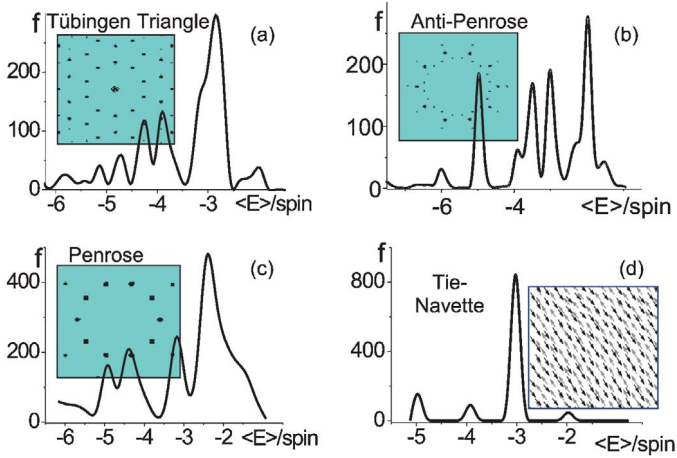 Tübingen Triangle
f
(a)
200
100
0
-6
-5
-4
-3
<E>/spin
Anti-Penrose
f
(b)
200
100
0
-6
-4
<E>/spin
Penrose
f
(c)
400
200
0
-6
-5
-4
-3
-2
<E>/spin
f
(d)
Tie-
Navette
800
400
0
-5
-4
-3
-2
<E>/spin